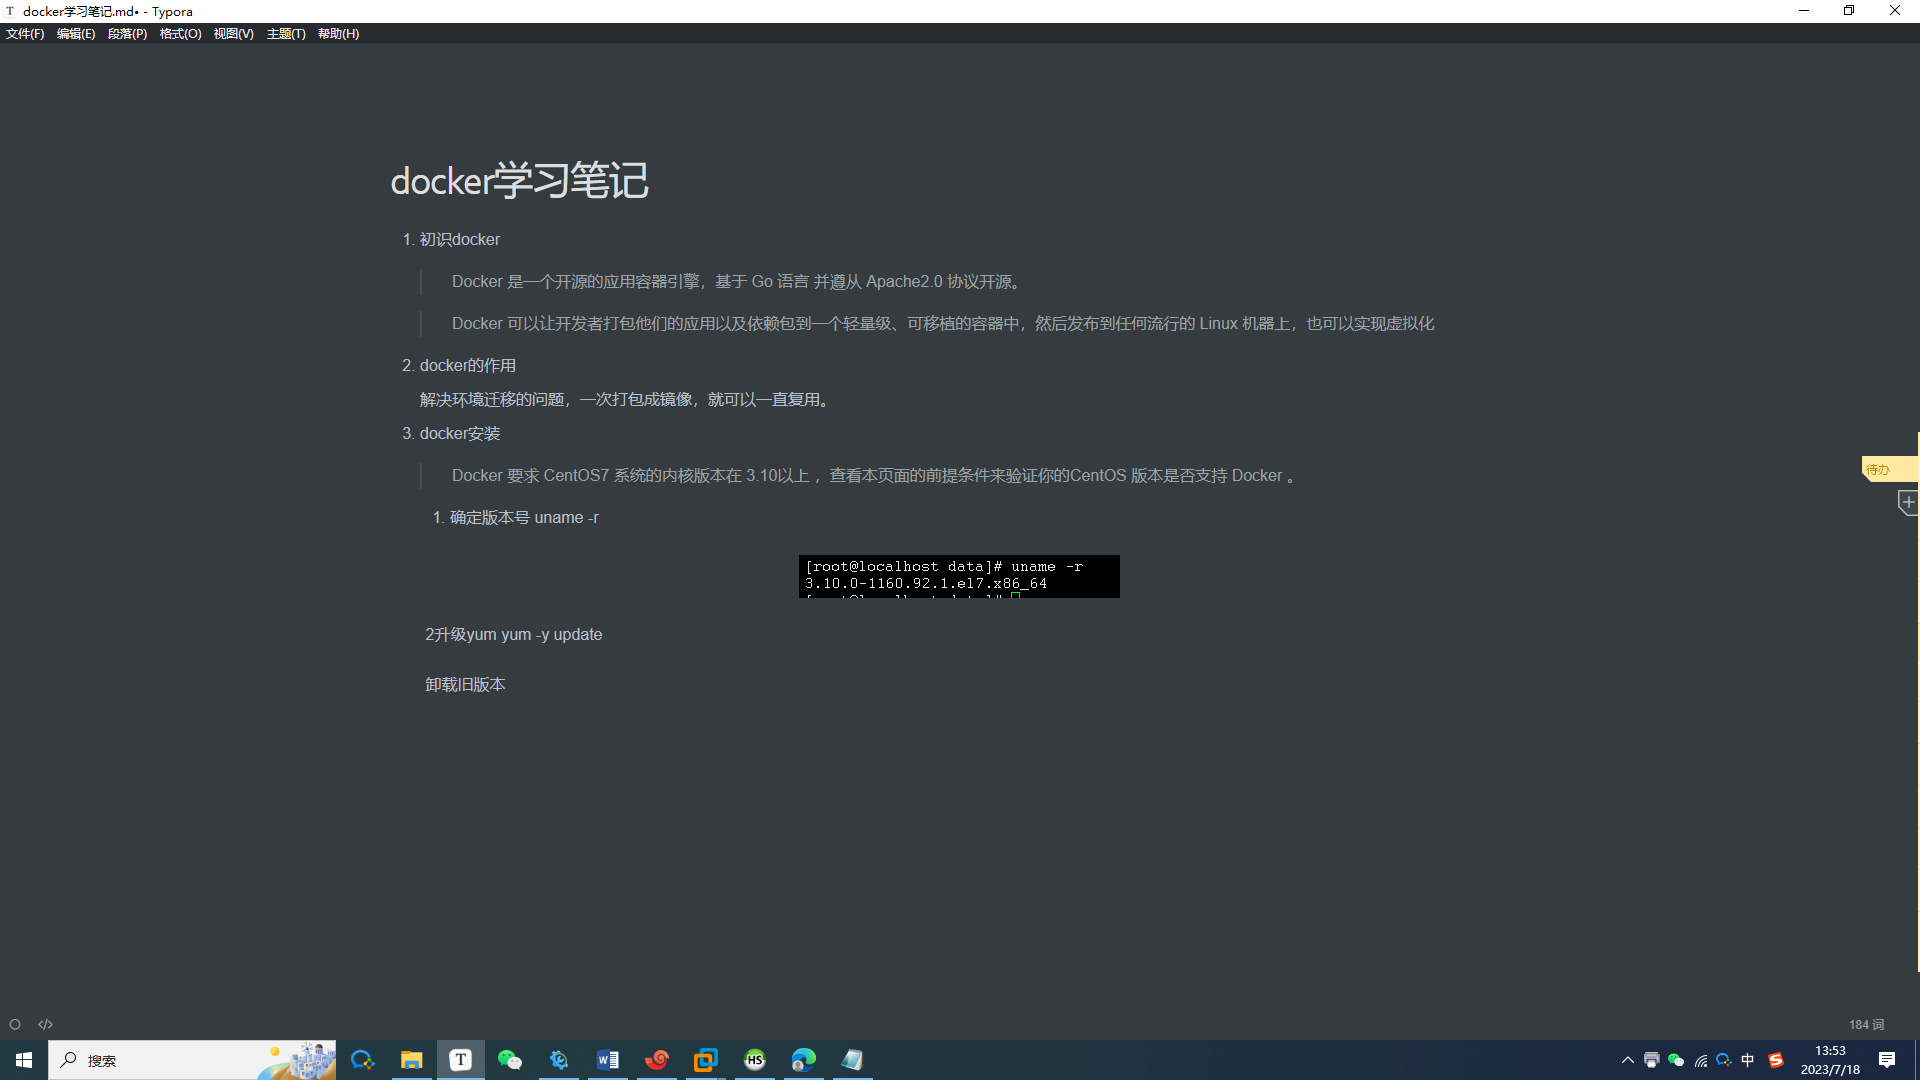 docker学习笔记.md• - Typora
文件(F) 编辑(E) 段落(P) 格式(O) 视图(V) 主题(T) 帮助(H)
docker学习笔记
1. 初识docker
Docker 是一个开源的应用容器引擎，基于 Go 语言 并遵从 Apache2.0 协议开源。
Docker 可以让开发者打包他们的应用以及依赖包到一个轻量级、可移植的容器中，然后发布到任何流行的 Linux 机器上，也可以实现虚拟化
2. docker的作用
解决环境迁移的问题，一次打包成镜像，就可以一直复用。
3. docker安装
Docker 要求 CentOS7 系统的内核版本在 3.10以上 ，查看本页面的前提条件来验证你的CentOS 版本是否支持 Docker 。
待办
1. 确定版本号 uname -r
[root@localhost data]# uname -r
3.10.0-1160.92.1.el7.x86_64
2升级yum yum -y update
卸载旧版本
184 词
搜索
中
13:53
2023/7/18